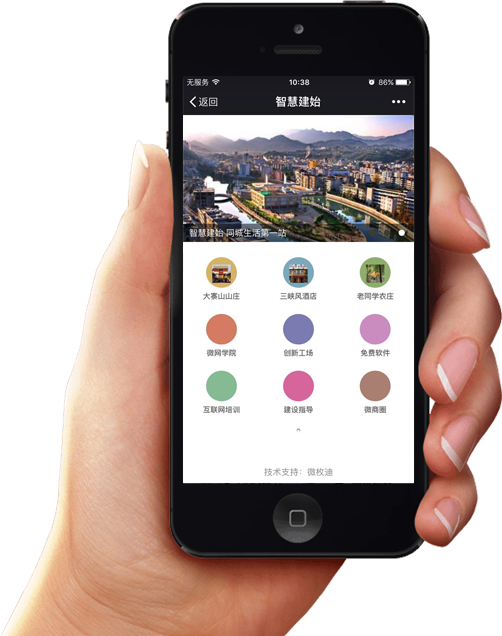 无服务 10:38 86%
返回 智慧建始
智慧建始 同城生活第一站
大寨山山庄 三峡风酒店 老同学农庄
微网学院 创新工场 免费软件
互联网培训 建设指导 微商圈
技术支持：微枚迪